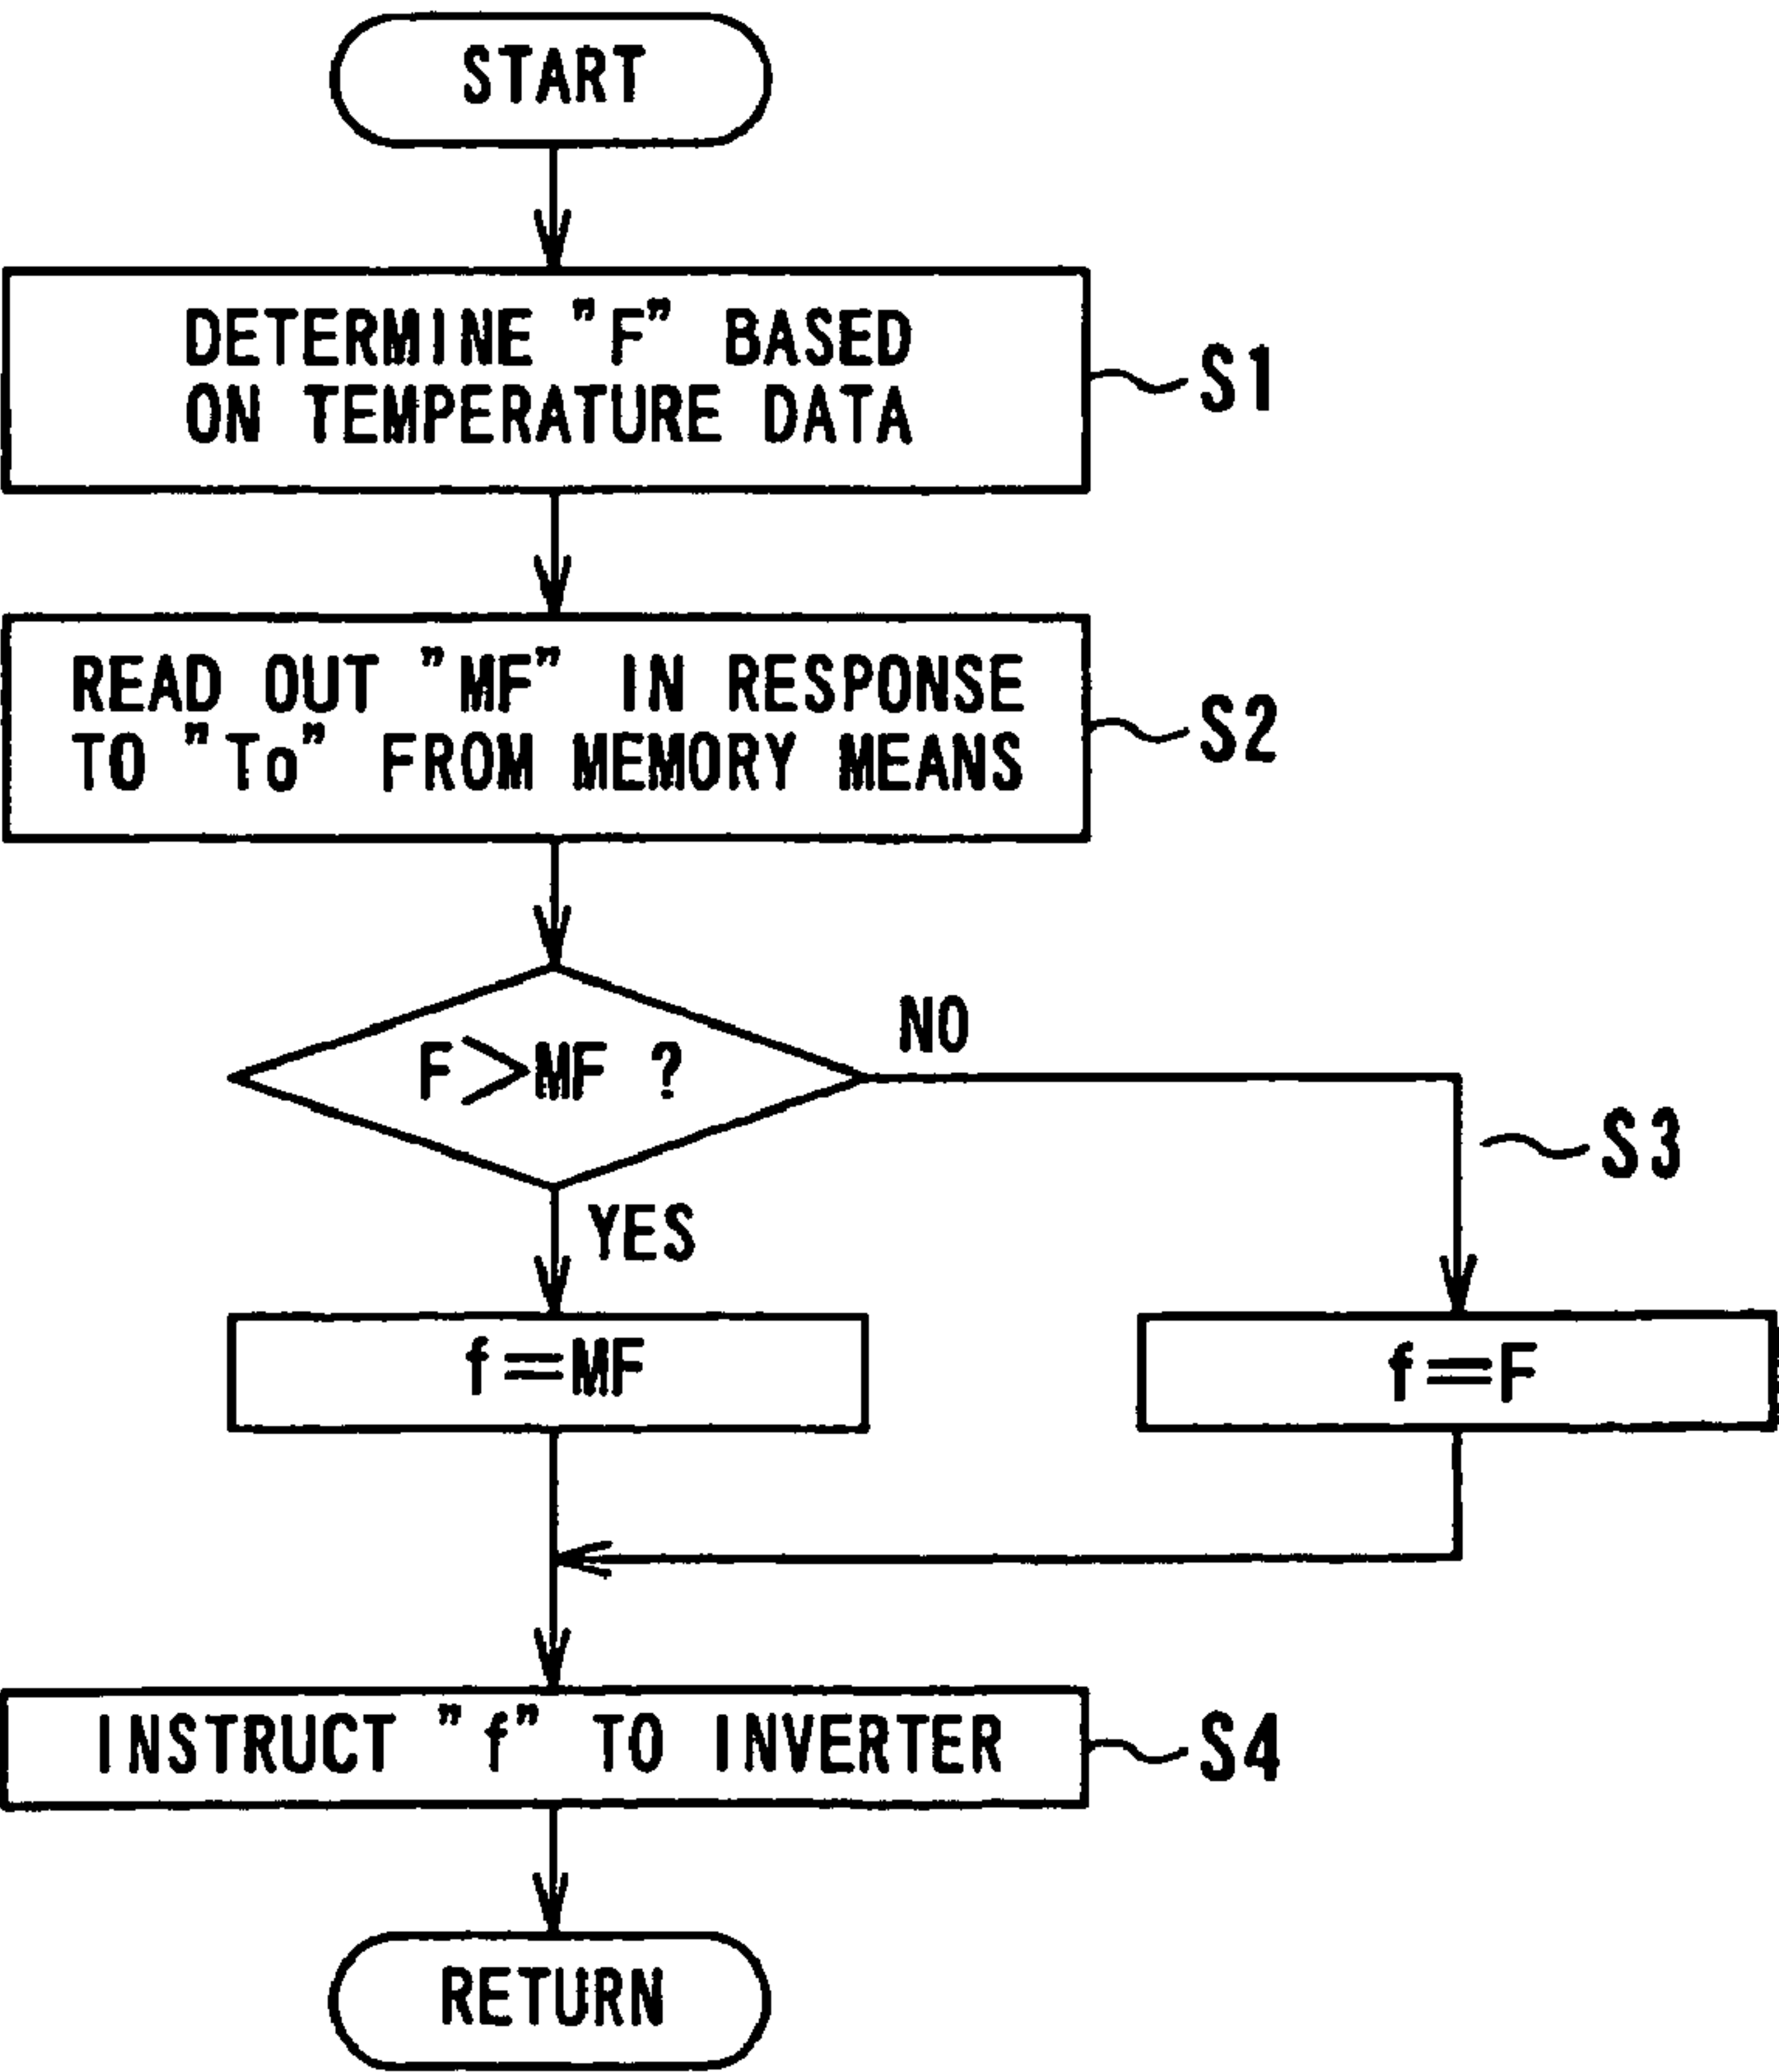 START
DETERMINE "F" BASED
ON TEMPERATURE DATA
S1
READ OUT "MF" IN RESPONSE
TO "To" FROM MEMORY MEANS
S2
F>MF ?
NO
S3
YES
f=MF
f=F
INSTRUCT "f" TO INVERTER
S4
RETURN